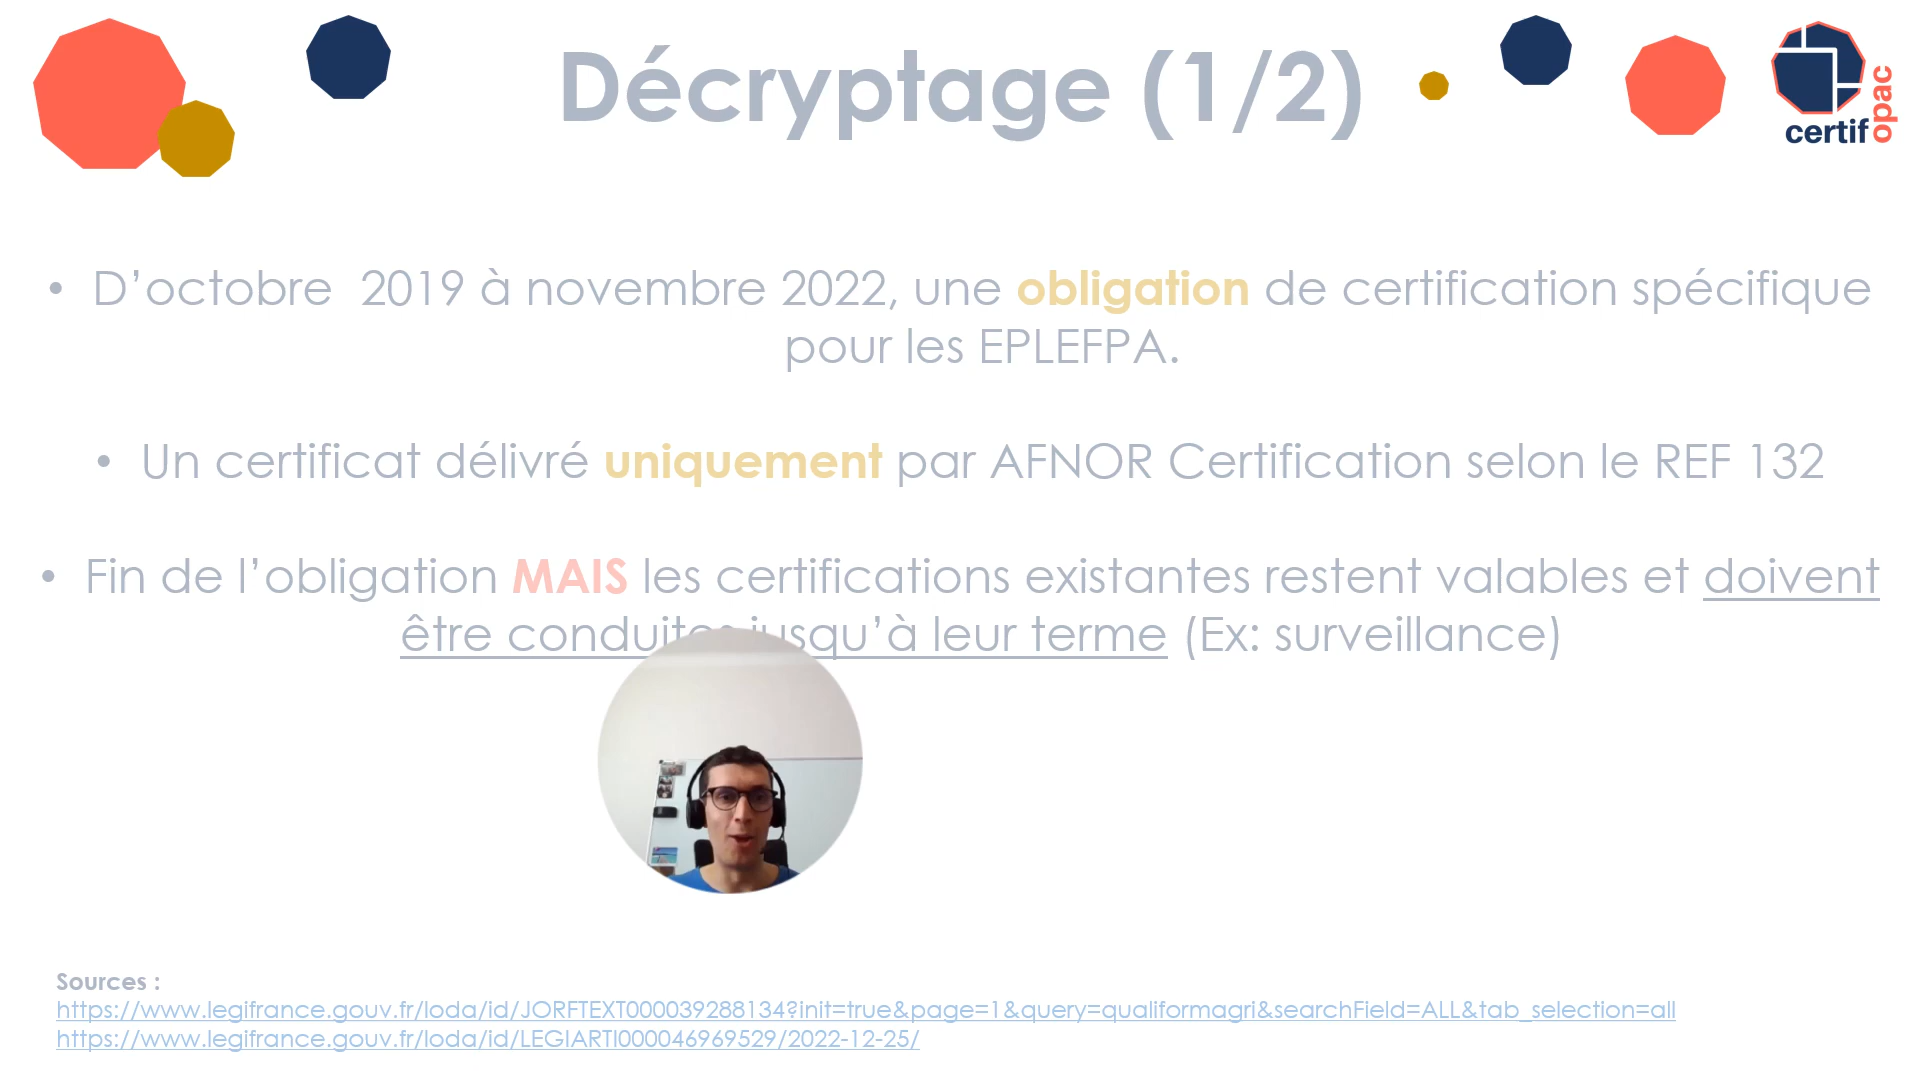 Décryptage (1/2)
certif
opac
• D’octobre 2019 à novembre 2022, une obligation de certification spécifique
pour les EPLEFPA.
• Un certificat délivré uniquement par AFNOR Certification selon le REF 132
• Fin de l’obligation MAIS les certifications existantes restent valables et doivent
être conduites jusqu’à leur terme (Ex: surveillance)
Sources :
https://www.legifrance.gouv.fr/loda/id/JORFTEXT000039288134?init=true&page=1&query=qualiformagri&searchField=ALL&tab_selection=all
https://www.legifrance.gouv.fr/loda/id/LEGIARTI000046969529/2022-12-25/